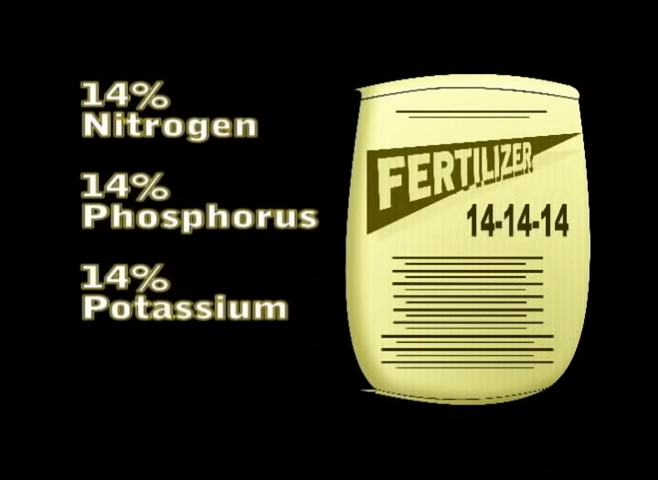 14%
Nitrogen
14%
Phosphorus
14%
Potassium
FERTILIZER
14-14-14